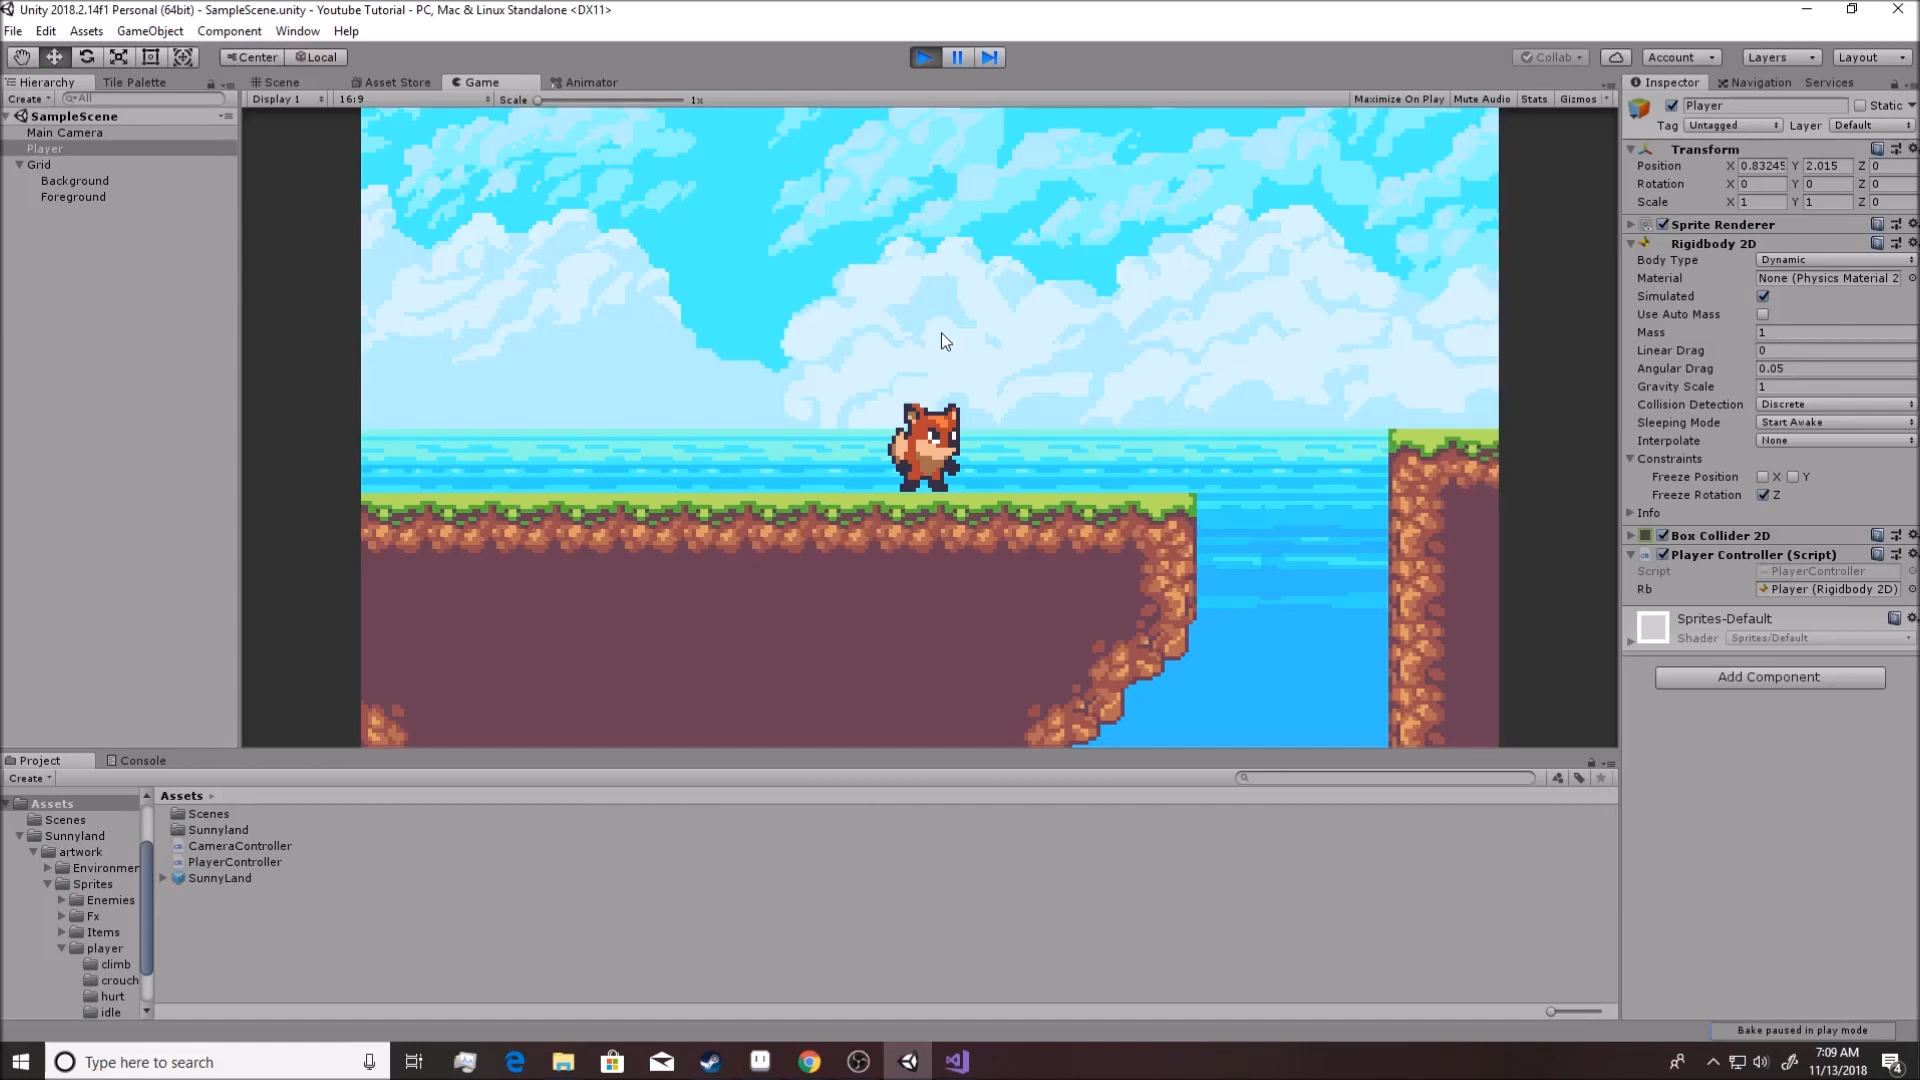 Unity 2018.2.14f1 Personal (64bit) - SampleScene.unity - Youtube Tutorial - PC, Mac & Linux Standalone <DX11>
File Edit Assets GameObject Component Window Help
Center Local Collab Account Layers Layout
Hierarchy Tile Palette Scene Asset Store Game Animator Inspector Navigation Services
Create All Display 1 16:9 Scale 1x Maximize On Play Mute Audio Stats Gizmos
SampleScene
Main Camera
Player
Grid
Background
Foreground
Player Static
Tag Untagged Layer Default
Transform
Position X 0.83245 Y 2.015 Z 0
Rotation X 0 Y 0 Z 0
Scale X 1 Y 1 Z 0
Sprite Renderer
Rigidbody 2D
Body Type Dynamic
Material None (Physics Material 2
Simulated
Use Auto Mass
Mass 1
Linear Drag 0
Angular Drag 0.05
Gravity Scale 1
Collision Detection Discrete
Sleeping Mode Start Awake
Interpolate None
Constraints
Freeze Position X Y
Freeze Rotation Z
Info
Box Collider 2D
Player Controller (Script)
Script PlayerController
Rb Player (Rigidbody 2D)
Sprites-Default
Shader Sprites/Default
Add Component
Project Console
Create
Assets
Scenes
Sunnyland
artwork
Environmer
Sprites
Enemies
Fx
Items
player
climb
crouch
hurt
idle
Assets
Scenes
Sunnyland
CameraController
PlayerController
SunnyLand
Bake paused in play mode
Type here to search
7:09 AM
11/13/2018
4